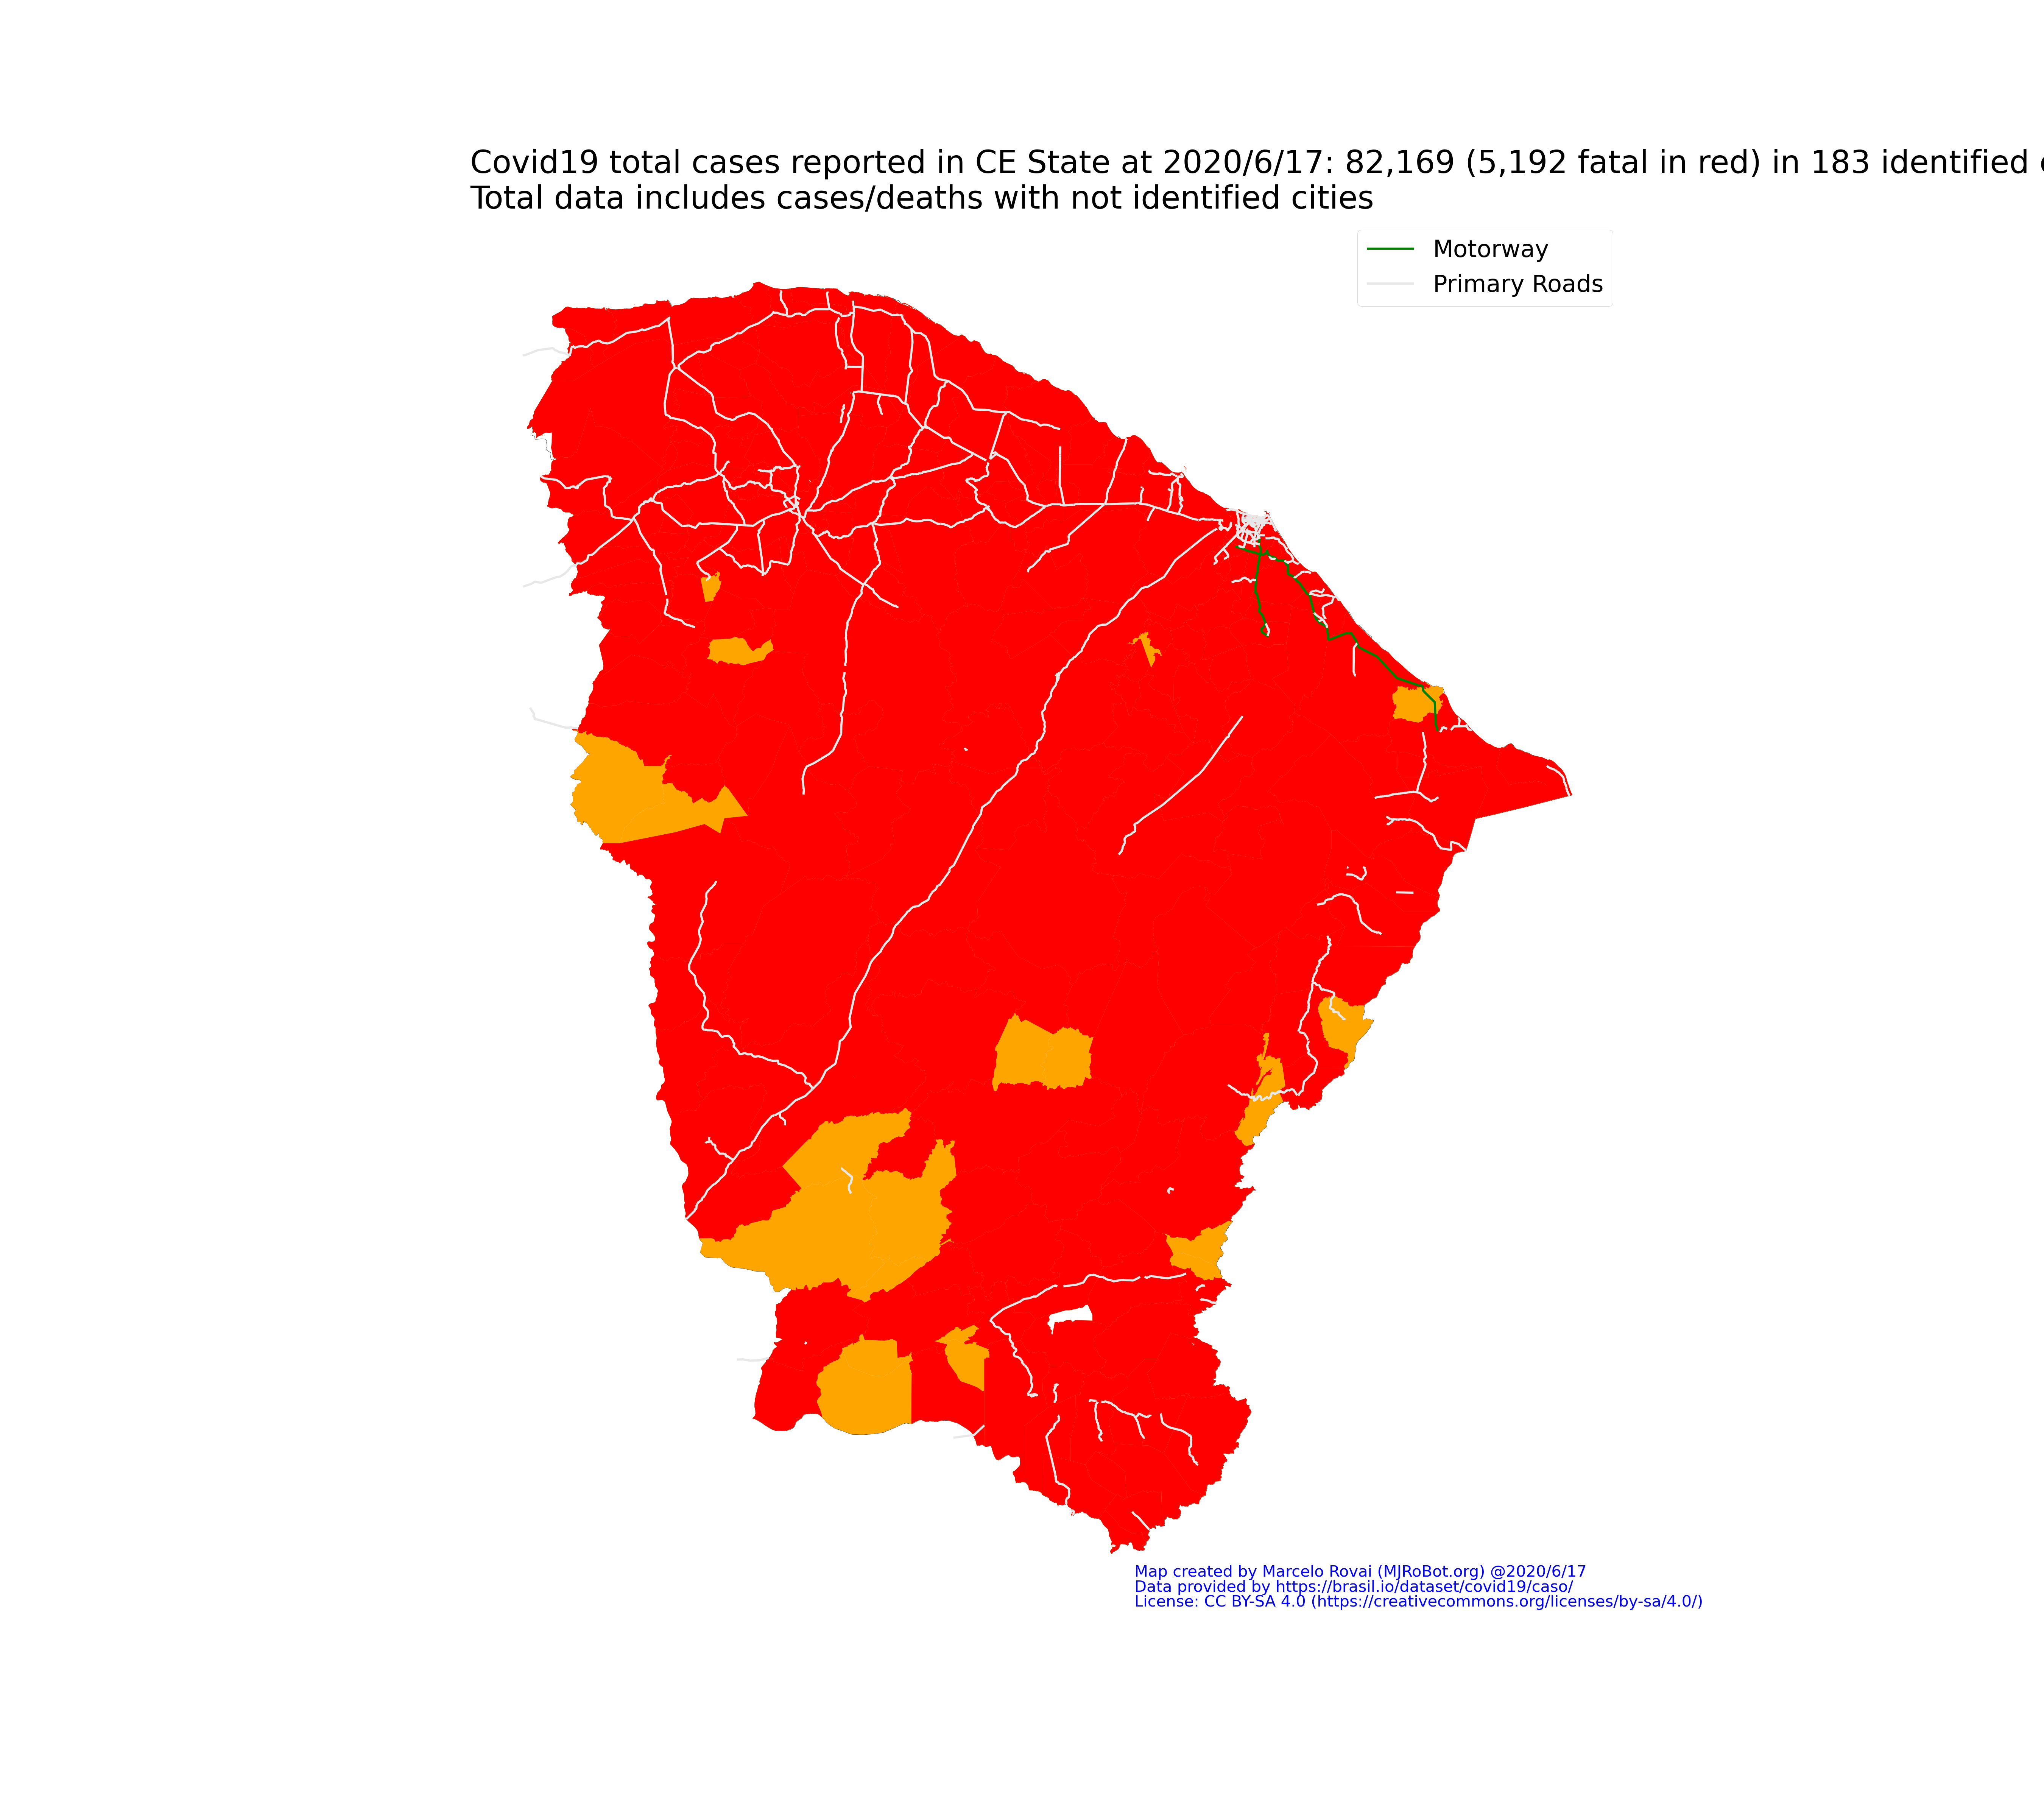 Covid19 total cases reported in CE State at 2020/6/17: 82,169 (5,192 fatal in red) in 183 identified
Total data includes cases/deaths with not identified cities
Motorway
Primary Roads
Map created by Marcelo Rovai (MJRoBot.org) @2020/6/17
Data provided by https://brasil.io/dataset/covid19/caso/
License: CC BY-SA 4.0 (https://creativecommons.org/licenses/by-sa/4.0/)